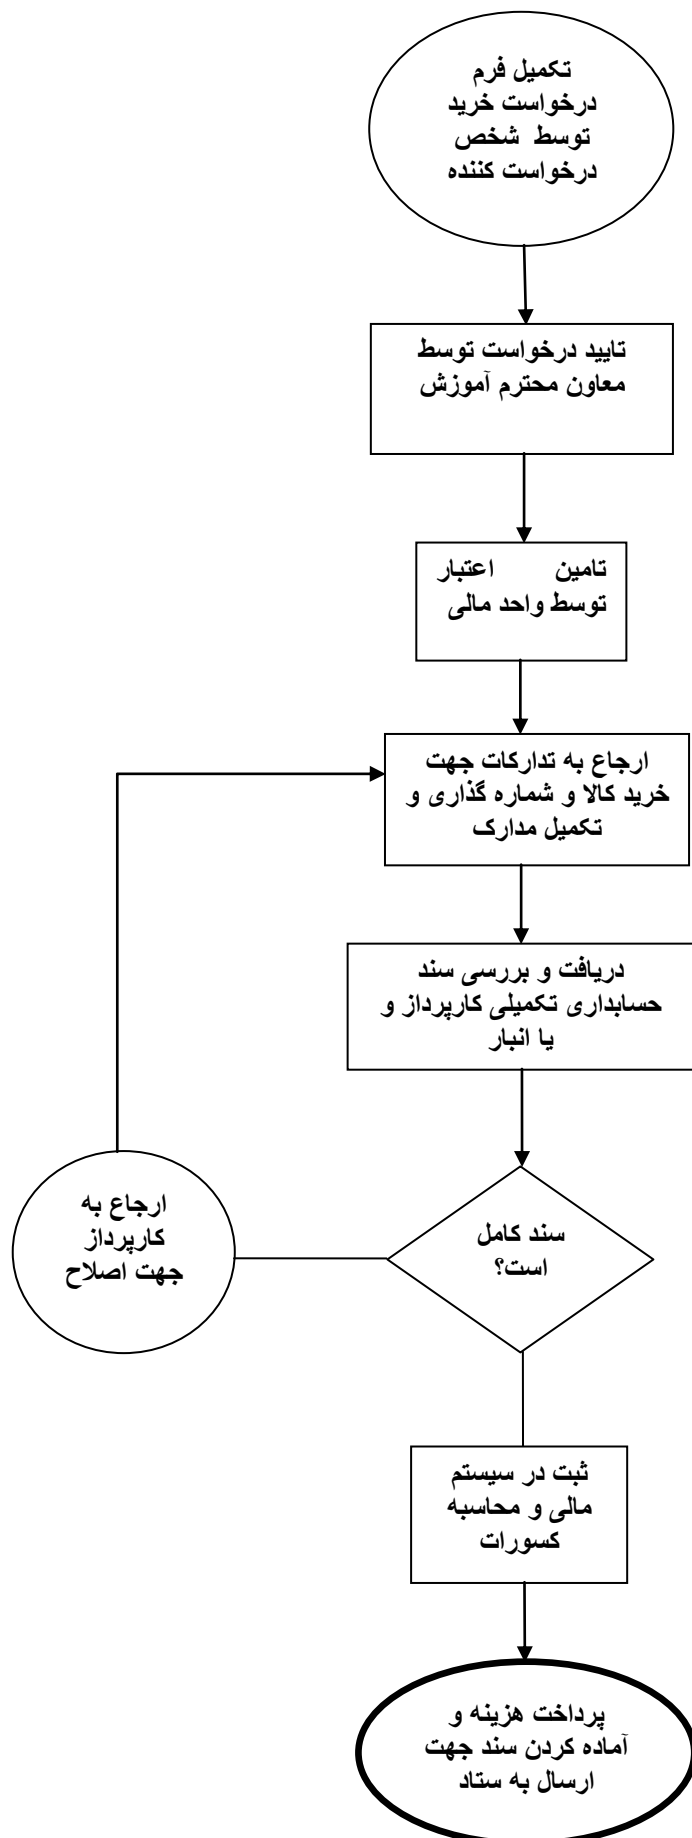 تکمیل فرم
درخواست خرید
توسط شخص
درخواست کننده
تایید درخواست توسط
معاون محترم آموزش
تامین اعتبار
توسط واحد مالی
ارجاع به تدارکات جهت
خرید کالا و شماره گذاری و
تکمیل مدارک
دریافت و بررسی سند
حسابداری تکمیلی کارپرداز و
یا انبار
سند کامل
است؟
ارجاع به
کارپرداز
جهت اصلاح
ثبت در سیستم
مالی و محاسبه
کسورات
پرداخت هزینه و
آماده کردن سند جهت
ارسال به ستاد